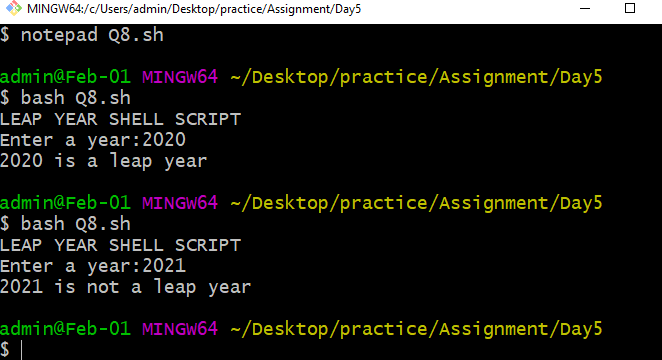 MINGW64:/c/Users/admin/Desktop/practice/Assignment/Day5
$ notepad Q8.sh
admin@Feb-01 MINGW64 ~/Desktop/practice/Assignment/Day5
$ bash Q8.sh
LEAP YEAR SHELL SCRIPT
Enter a year:2020
2020 is a leap year
admin@Feb-01 MINGW64 ~/Desktop/practice/Assignment/Day5
$ bash Q8.sh
LEAP YEAR SHELL SCRIPT
Enter a year:2021
2021 is not a leap year
admin@Feb-01 MINGW64 ~/Desktop/practice/Assignment/Day5
$